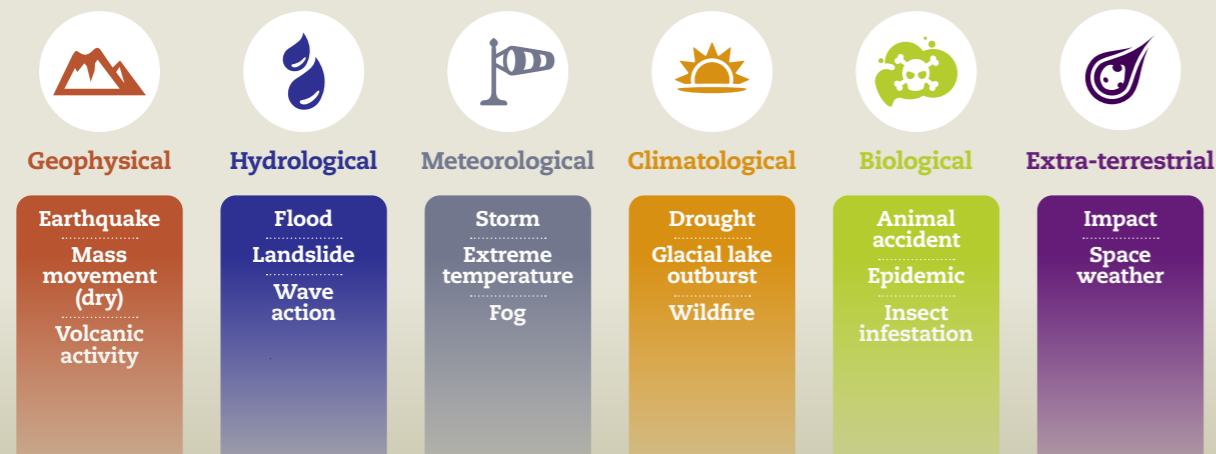 Geophysical
Earthquake
Mass
movement
(dry)
Volcanic
activity
Hydrological
Flood
Landslide
Wave
action
Meteorological
Storm
Extreme
temperature
Fog
Climatological
Drought
Glacial lake
outburst
Wildfire
Biological
Animal
accident
Epidemic
Insect
infestation
Extra-terrestrial
Impact
Space
weather